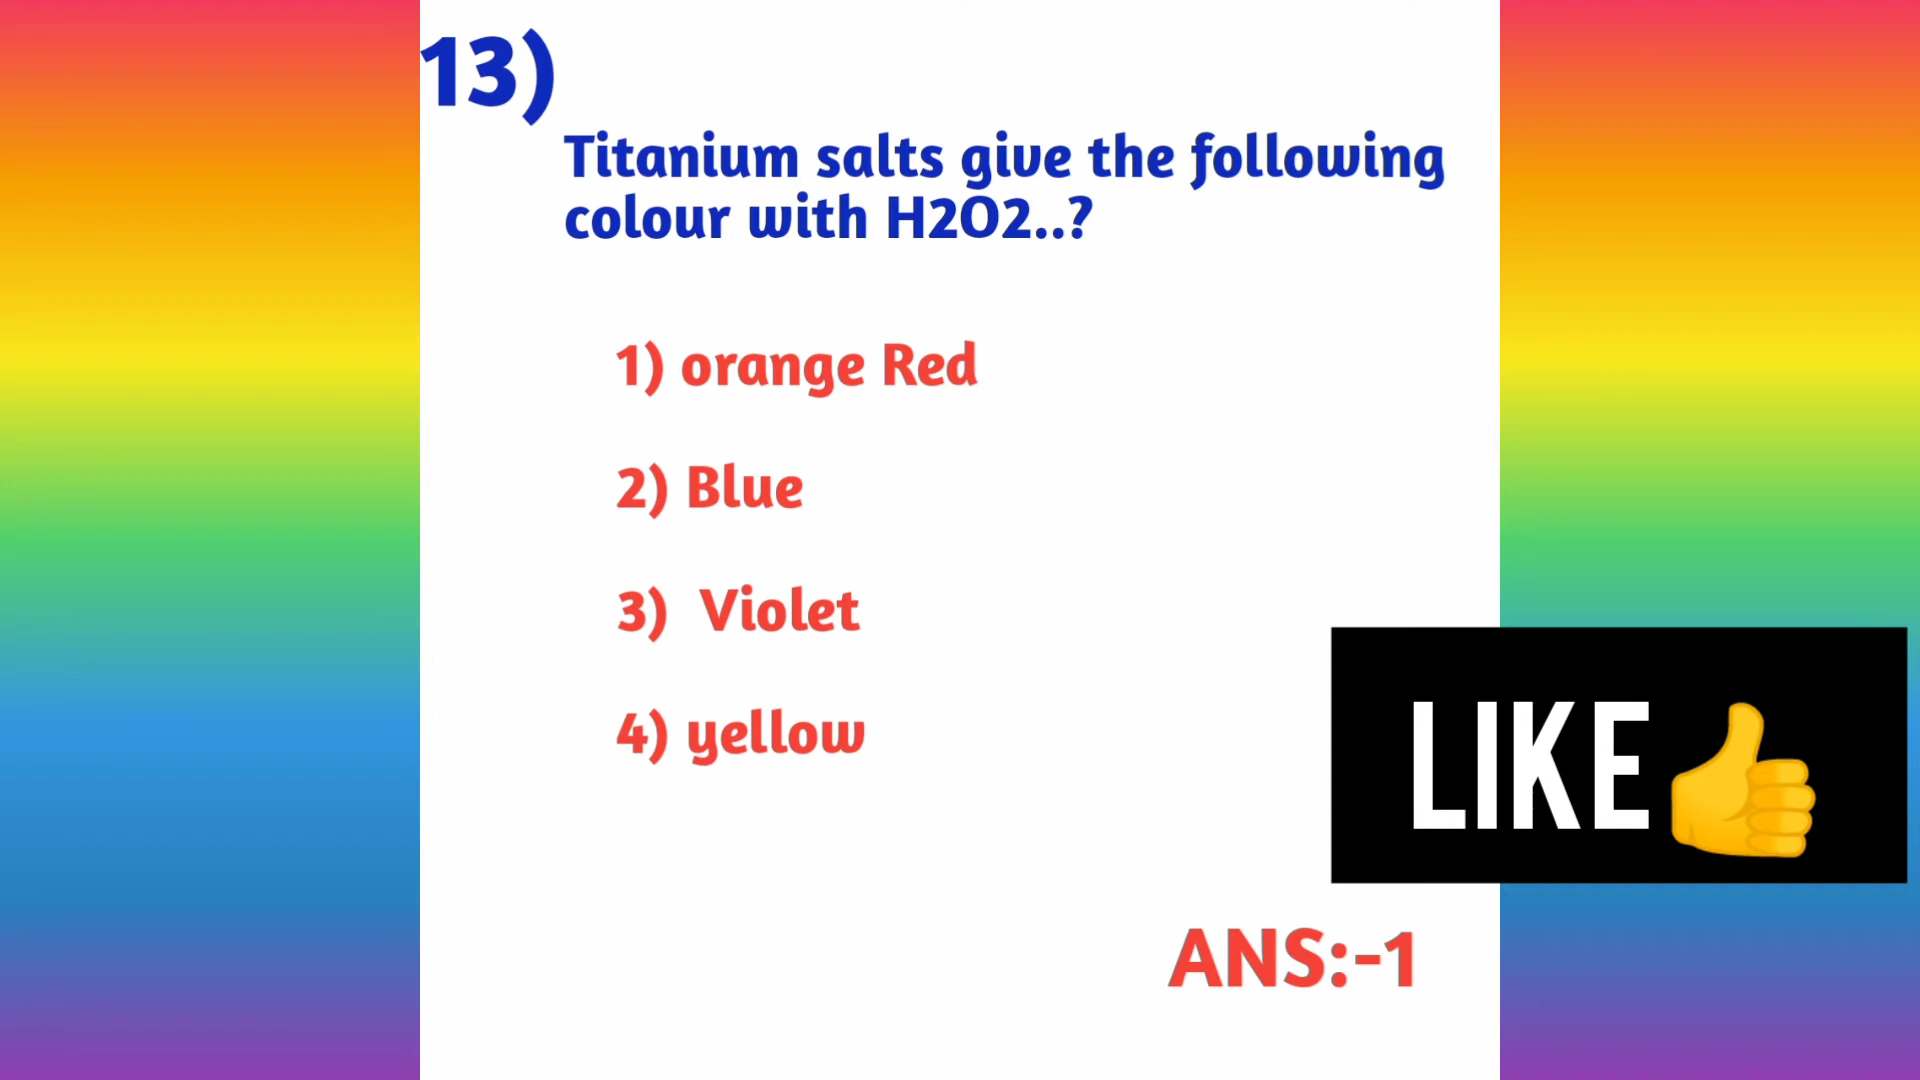 13)
Titanium salts give the following
colour with H2O2..?
1) orange Red
2) Blue
3) Violet
4) yellow
LIKE
ANS:-1